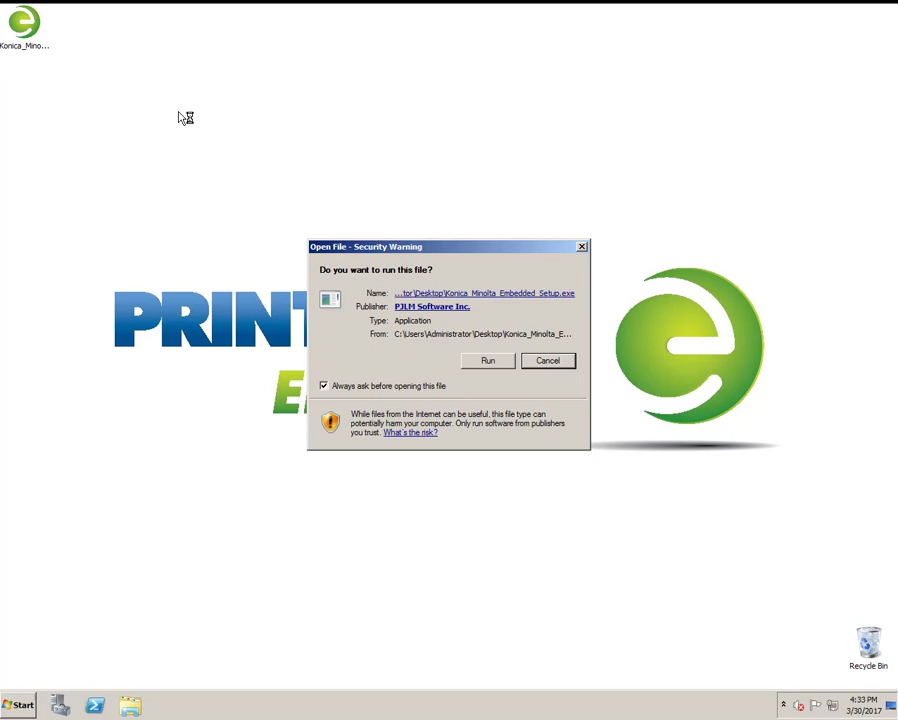 Konica_Mino...
Open File - Security Warning
Do you want to run this file?
Name: ...tor\Desktop\Konica_Minolta_Embedded_Setup.exe
Publisher: PJLM Software Inc.
Type: Application
From: C:\Users\Administrator\Desktop\Konica_Minolta_E...
Run Cancel
Always ask before opening this file
While files from the Internet can be useful, this file type can
potentially harm your computer. Only run software from publishers
you trust. What's the risk?
PRINT
E
e
Recycle Bin
Start
4:33 PM
3/30/2017